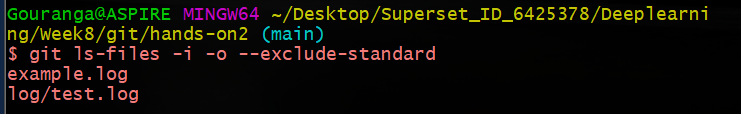 Gouranga@ASPIRE MINGW64 ~/Desktop/Superset_ID_6425378/Deeplearni
ng/Week8/git/hands-on2 (main)
$ git ls-files -i -o --exclude-standard
example.log
log/test.log